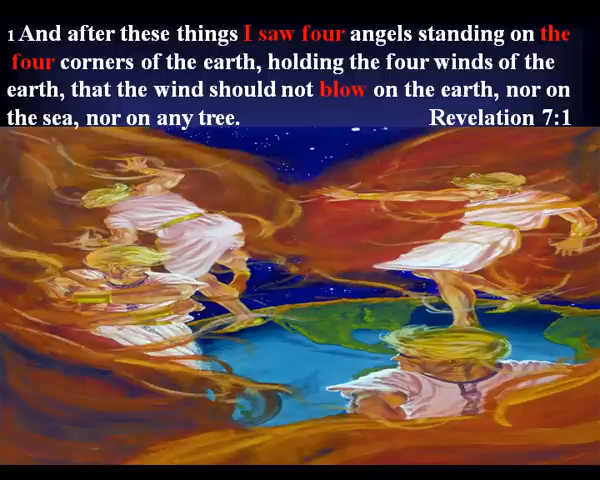 1 And after these things I saw four angels standing on the
four corners of the earth, holding the four winds of the
earth, that the wind should not blow on the earth, nor on
the sea, nor on any tree. Revelation 7:1